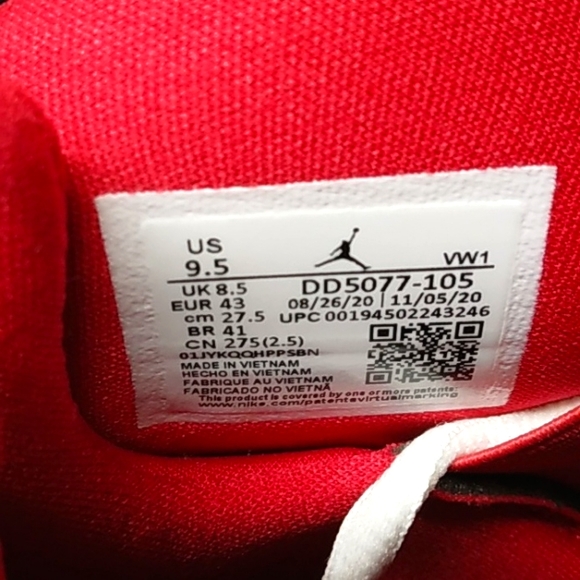 US
9.5
VW1
UK 8.5
DD5077-105
EUR 43
08/26/20 | 11/05/20
cm 27.5
UPC 00194502243246
BR 41
CN 275(2.5)
01JYKQQHPPSBN
MADE IN VIETNAM
HECHO EN VIETNAM
FABRIQUE AU VIETNAM
FABRICADO NO VIETNÃ
This product is covered by one or more patents:
www.nike.com/patentsvirtualmarking